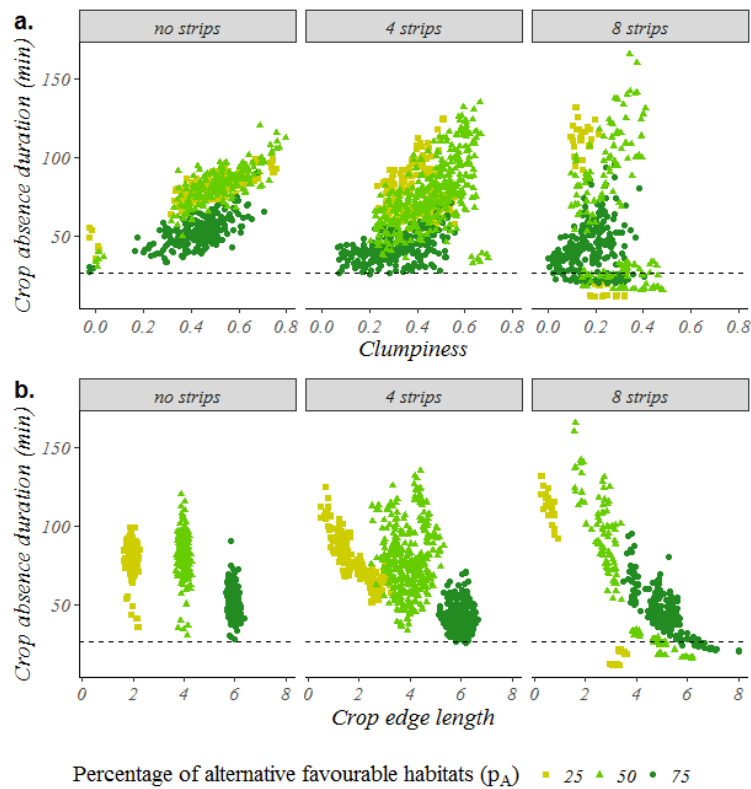 a.
no strips 4 strips 8 strips
Crop absence duration (min)
150
100
50
0.0 0.2 0.4 0.6 0.8 0.0 0.2 0.4 0.6 0.8 0.0 0.2 0.4 0.6 0.8
Clumpiness
b.
no strips 4 strips 8 strips
Crop absence duration (min)
150
100
50
0 2 4 6 8 0 2 4 6 8 0 2 4 6 8
Crop edge length
Percentage of alternative favourable habitats (pA) 25 50 75